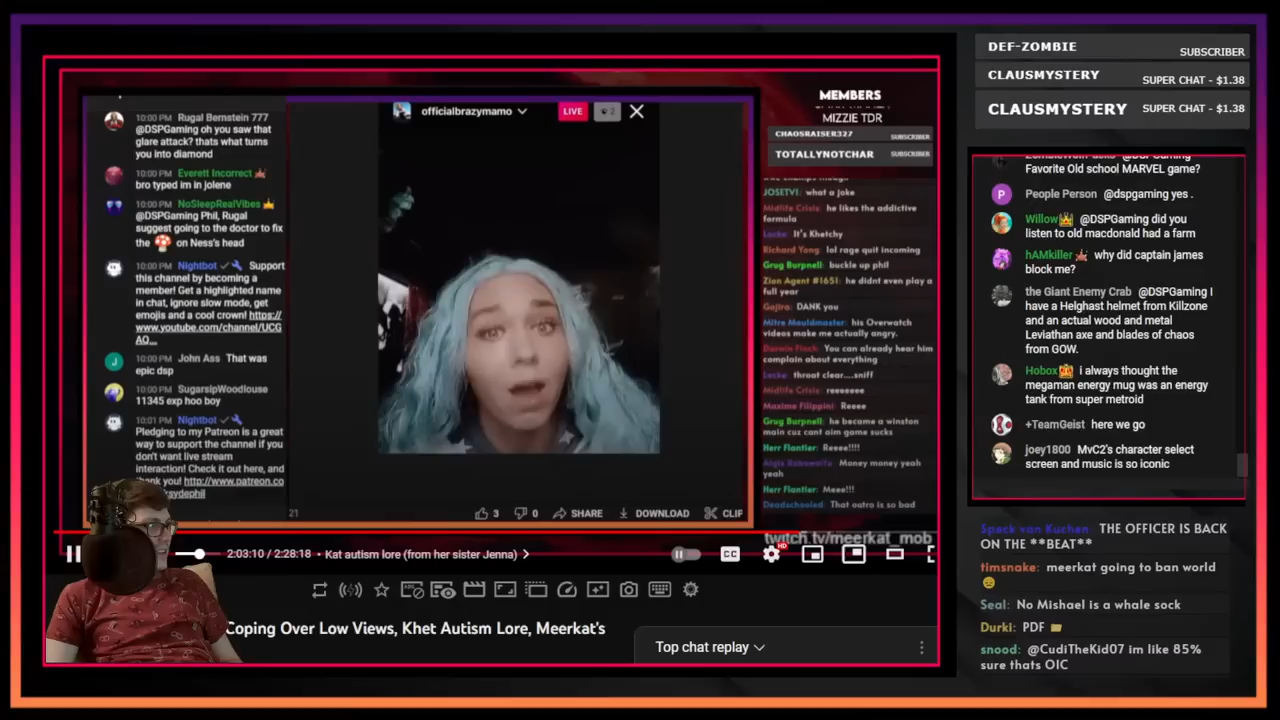 10:00 PM Rugal Bernstein 777
@DSPGaming oh you saw that
glare attack? thats what turns
you into diamond
10:00 PM Everett Incorrect
bro typed im in jolene
10:00 PM NoSleepRealVibes
@DSPGaming Phil, Rugal
suggest going to the doctor to fix
the 🍄 on Ness's head
10:00 PM Nightbot Support
this channel by becoming a
member! Get a highlighted name
in chat, ignore slow mode, get
emojis and a cool crown! https://
www.youtube.com/channel/UCG
AQ...
10:00 PM John Ass That was
epic dsp
10:00 PM SugarsipWoodlouse
11345 exp hoo boy
10:01 PM Nightbot
Pledging to my Patreon is a great
way to support the channel if you
don't want live stream
interaction! Check it out here, and
thank you! http://www.patreon.co
officialbrazymamo
LIVE
2
21
3
0
SHARE
DOWNLOAD
CLIP
MEMBERS
MIZZIE TDR
CHAOSRAISER327 SUBSCRIBER
TOTALLYNOTCHAR SUBSCRIBER
JOSETVI: what a joke
Midlife Crisis: he likes the addictive
formula
Locke: It's Khetchy
Richard Yong: lol rage quit incoming
Grug Burpnell: buckle up phil
Zion Agent #1651: he didnt even play a
full year
Gojira: DANK you
Mitre Mouldmaster: his Overwatch
videos make me actually angry.
Darwin Finch: You can already hear him
complain about everything
Locke: throat clear....sniff
Midlife Crisis: reeeeeee
Maxime Filippini: Reeee
Grug Burpnell: he became a winston
main cuz cant aim game sucks
Herr Flantier: Reee!!!!
Money money yeah
yeah
Herr Flantier: Meee!!!
Deadschooled: That outro is so bad
twitch.tv/meerkat_mob
2:03:10 / 2:28:18 • Kat autism lore (from her sister Jenna)
CC
HD
Coping Over Low Views, Khet Autism Lore, Meerkat's
Top chat replay
DEF-ZOMBIE SUBSCRIBER
CLAUSMYSTERY SUPER CHAT - $1.38
CLAUSMYSTERY SUPER CHAT - $1.38
@DSPGaming
Favorite Old school MARVEL game?
P
People Person @dspgaming yes .
Willow @DSPGaming did you
listen to old macdonald had a farm
hAMkiller why did captain james
block me?
the Giant Enemy Crab @DSPGaming I
have a Helghast helmet from Killzone
and an actual wood and metal
Leviathan axe and blades of chaos
from GOW.
Hobox i always thought the
megaman energy mug was an energy
tank from super metroid
+TeamGeist here we go
joey1800 MvC2's character select
screen and music is so iconic
Speck van Kuchen: THE OFFICER IS BACK
ON THE **BEAT**
timsnake: meerkat going to ban world
Seal: No Mishael is a whale sock
Durki: PDF
snood: @CudiTheKid07 im like 85%
sure thats OIC